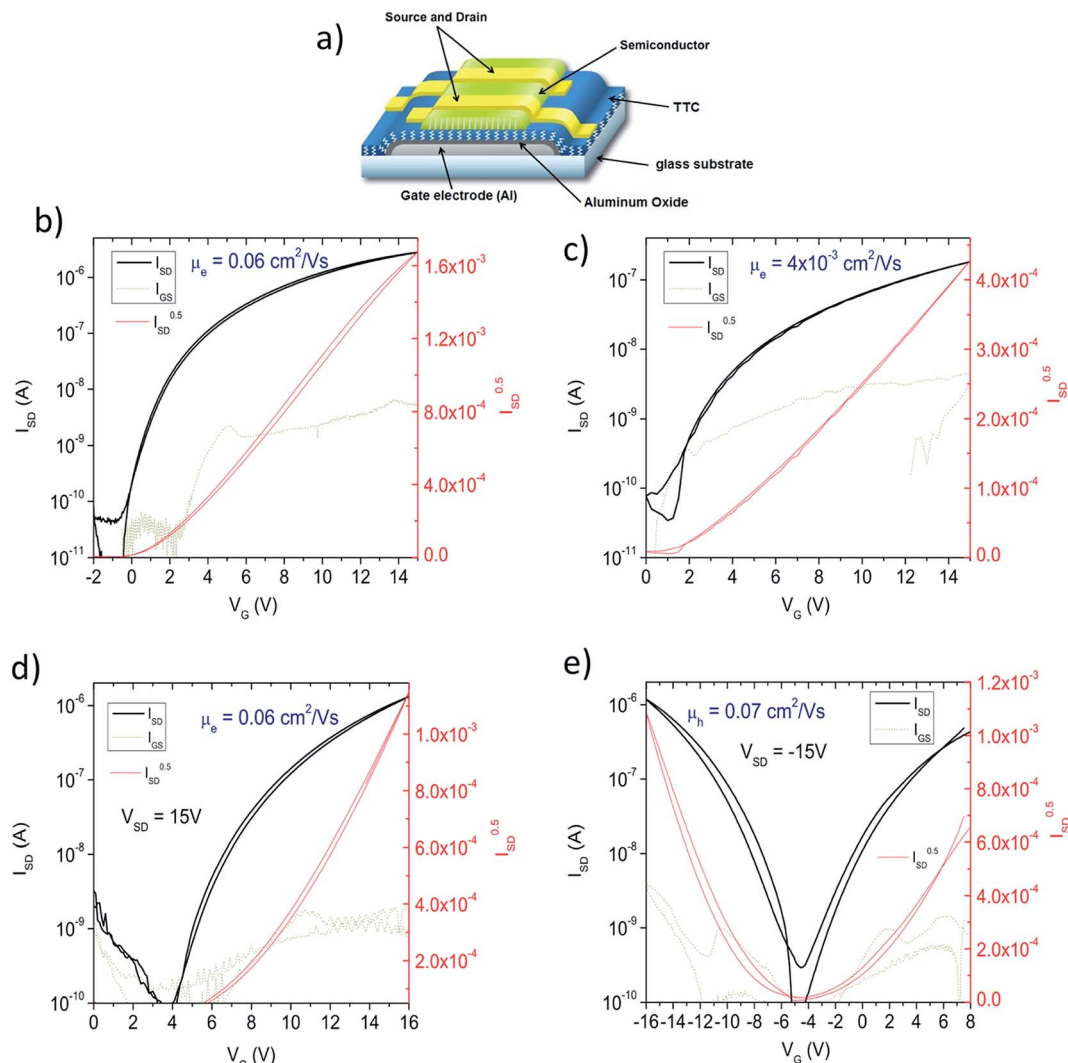 a)
Source and Drain
Semiconductor
TTC
glass substrate
Gate electrode (Al)
Aluminum Oxide
b)
I_SD
I_GS
I_SD^0.5
μ_e = 0.06 cm²/Vs
10⁻⁶
10⁻⁷
10⁻⁸
10⁻⁹
10⁻¹⁰
10⁻¹¹
I_SD (A)
-2 0 2 4 6 8 10 12 14
V_G (V)
1.6x10⁻³
1.2x10⁻³
8.0x10⁻⁴
4.0x10⁻⁴
0.0
I_SD^0.5
c)
I_SD
I_GS
I_SD^0.5
μ_e = 4x10⁻³ cm²/Vs
10⁻⁷
10⁻⁸
10⁻⁹
10⁻¹⁰
10⁻¹¹
I_SD (A)
0 2 4 6 8 10 12 14
V_G (V)
4.0x10⁻⁴
3.0x10⁻⁴
2.0x10⁻⁴
1.0x10⁻⁴
0.0
I_SD^0.5
d)
I_SD
I_GS
I_SD^0.5
μ_e = 0.06 cm²/Vs
V_SD = 15V
10⁻⁶
10⁻⁷
10⁻⁸
10⁻⁹
10⁻¹⁰
I_SD (A)
0 2 4 6 8 10 12 14 16
V_G (V)
1.0x10⁻³
8.0x10⁻⁴
6.0x10⁻⁴
4.0x10⁻⁴
2.0x10⁻⁴
I_SD^0.5
e)
μ_h = 0.07 cm²/Vs
V_SD = -15V
I_SD
I_GS
I_SD^0.5
10⁻⁶
10⁻⁷
10⁻⁸
10⁻⁹
10⁻¹⁰
I_SD (A)
-16 -14 -12 -10 -8 -6 -4 -2 0 2 4 6 8
V_G (V)
1.2x10⁻³
1.0x10⁻³
8.0x10⁻⁴
6.0x10⁻⁴
4.0x10⁻⁴
2.0x10⁻⁴
0.0
I_SD^0.5